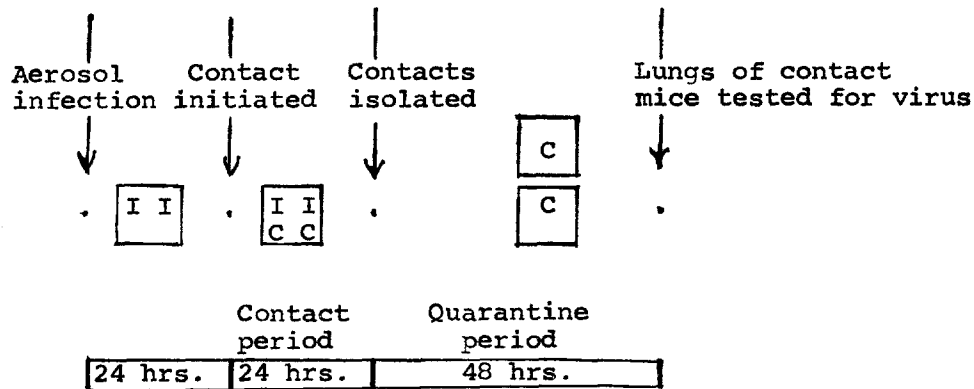 Aerosol Contact Contacts Lungs of contact
infection initiated isolated mice tested for virus
C
I I I I C
C C
Contact Quarantine
period period
24 hrs. 24 hrs. 48 hrs.